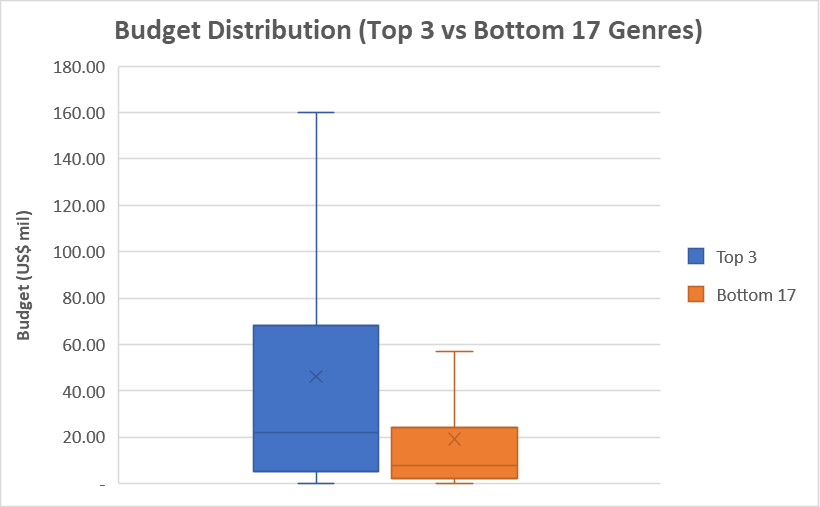 Budget Distribution (Top 3 vs Bottom 17 Genres)
180.00
160.00
140.00
120.00
100.00
80.00
60.00
40.00
20.00
-
Budget (US$ mil)
Top 3
Bottom 17